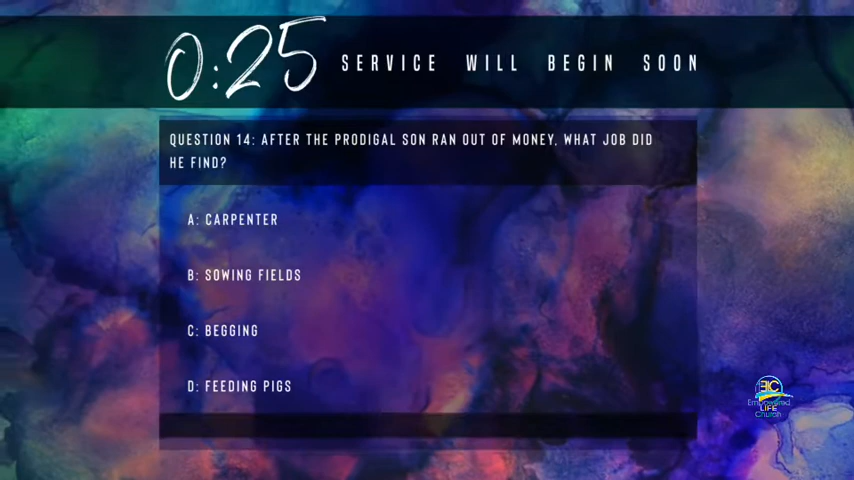 0:25 SERVICE WILL BEGIN SOON
QUESTION 14: AFTER THE PRODIGAL SON RAN OUT OF MONEY, WHAT JOB DID
HE FIND?
A: CARPENTER
B: SOWING FIELDS
C: BEGGING
D: FEEDING PIGS
ELC
Empowered
LIFE
Church